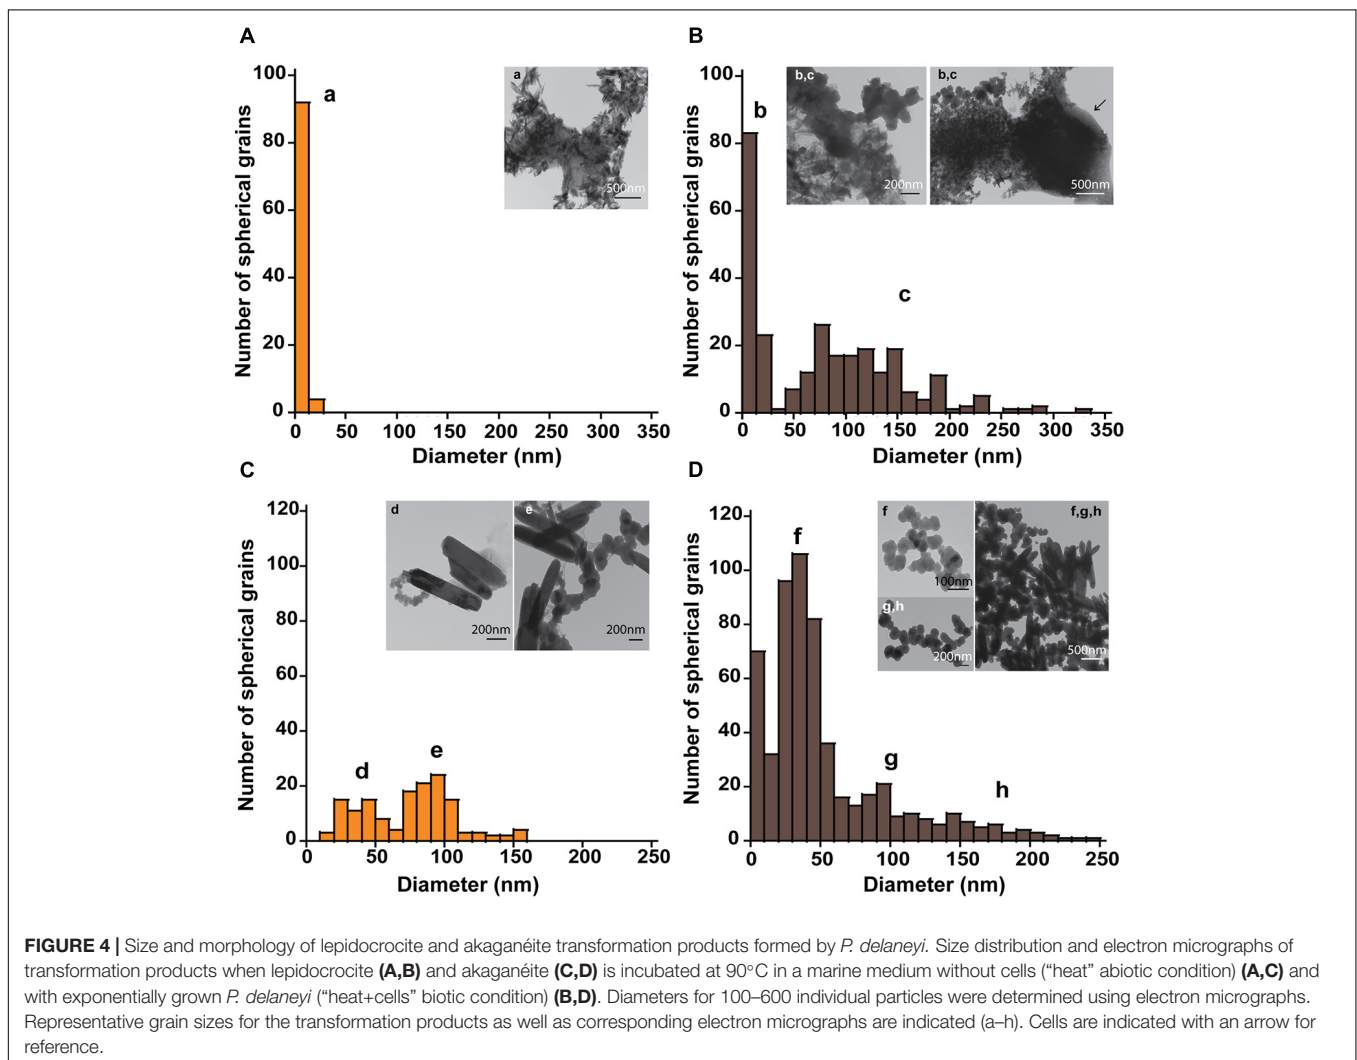 A
Number of spherical grains
100
80
60
40
20
0
a
a
500nm
0 50 100 150 200 250 300 350
Diameter (nm)
B
Number of spherical grains
100
80
60
40
20
0
b
c
b,c
200nm
b,c
500nm
0 50 100 150 200 250 300 350
Diameter (nm)
C
Number of spherical grains
120
100
80
60
40
20
0
d
e
d
200nm
e
200nm
0 50 100 150 200 250
Diameter (nm)
D
Number of spherical grains
120
100
80
60
40
20
0
f
g
h
f
100nm
g,h
200nm
f,g,h
500nm
0 50 100 150 200 250
Diameter (nm)
FIGURE 4 | Size and morphology of lepidocrocite and akaganéite transformation products formed by P. delaneyi. Size distribution and electron micrographs of
transformation products when lepidocrocite (A,B) and akaganéite (C,D) is incubated at 90°C in a marine medium without cells (“heat” abiotic condition) (A,C) and
with exponentially grown P. delaneyi (“heat+cells” biotic condition) (B,D). Diameters for 100–600 individual particles were determined using electron micrographs.
Representative grain sizes for the transformation products as well as corresponding electron micrographs are indicated (a–h). Cells are indicated with an arrow for
reference.